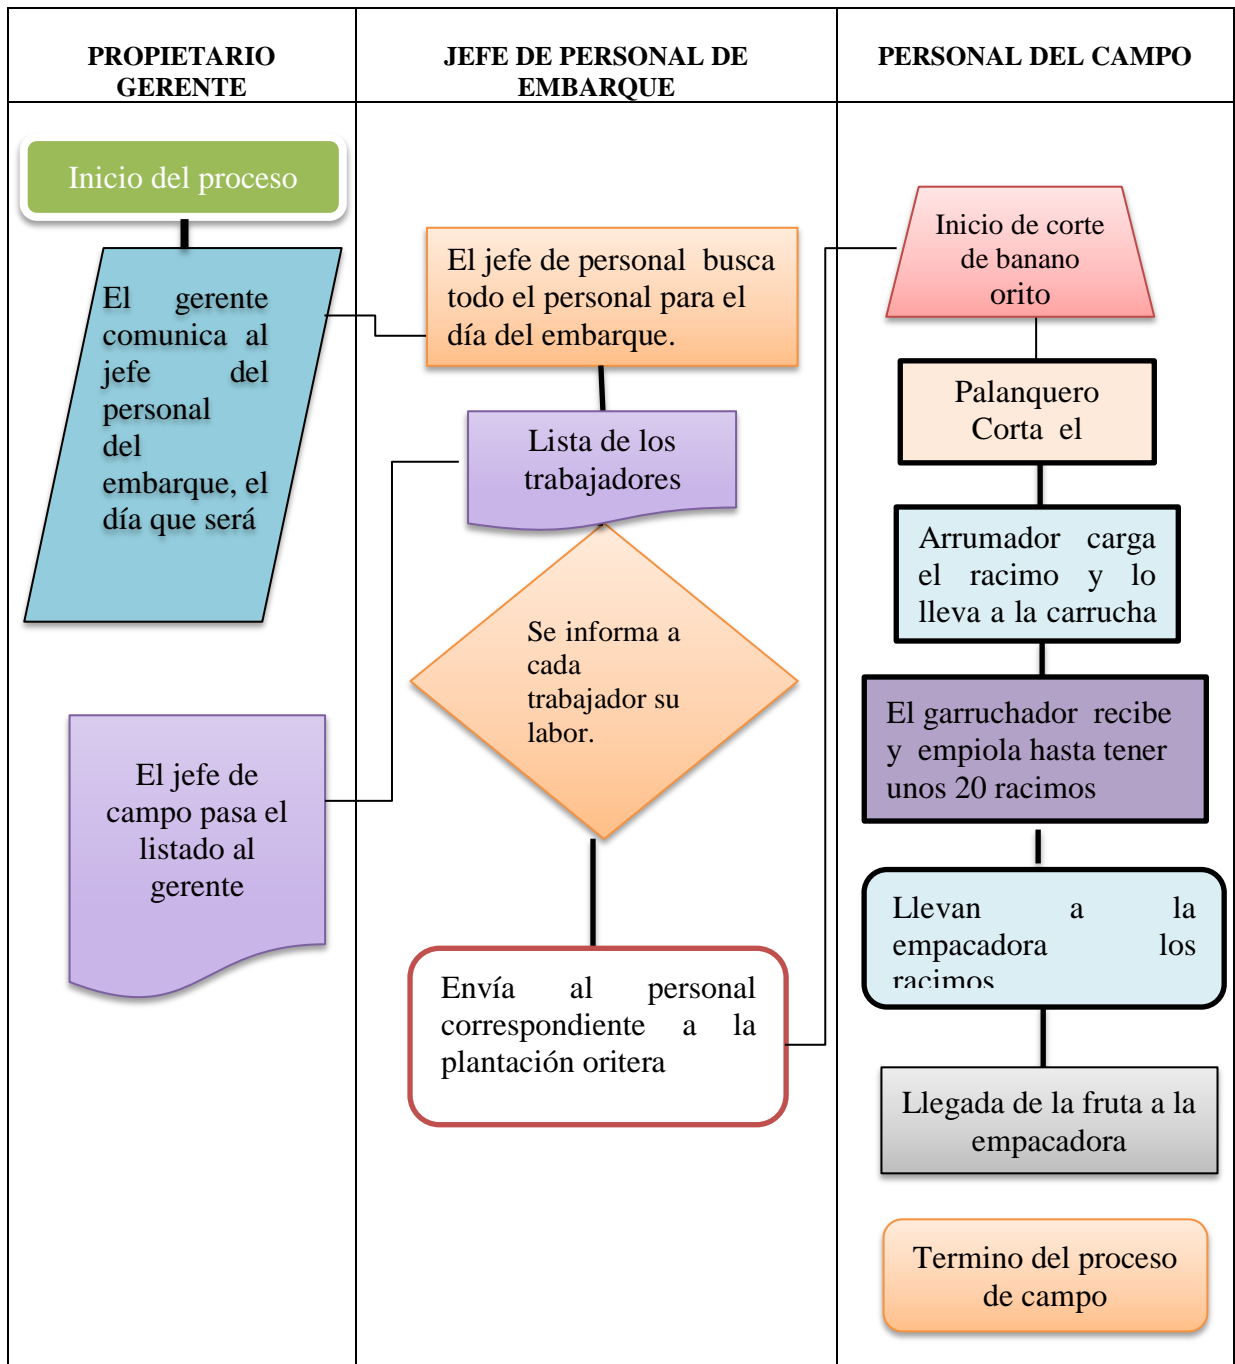 PROPIETARIO
GERENTE
JEFE DE PERSONAL DE
EMBARQUE
PERSONAL DEL CAMPO
Inicio del proceso
El gerente
comunica al
jefe del
personal
del
embarque, el
día que será
El jefe de
campo pasa el
listado al
gerente
El jefe de personal busca
todo el personal para el
día del embarque.
Lista de los
trabajadores
Se informa a
cada
trabajador su
labor.
Envía al personal
correspondiente a la
plantación oritera
Inicio de corte
de banano
orito
Palanquero
Corta el
Arrumador carga
el racimo y lo
lleva a la carrucha
El garruchador recibe
y empiola hasta tener
unos 20 racimos
Llevan a la
empacadora los
racimos
Llegada de la fruta a la
empacadora
Termino del proceso
de campo